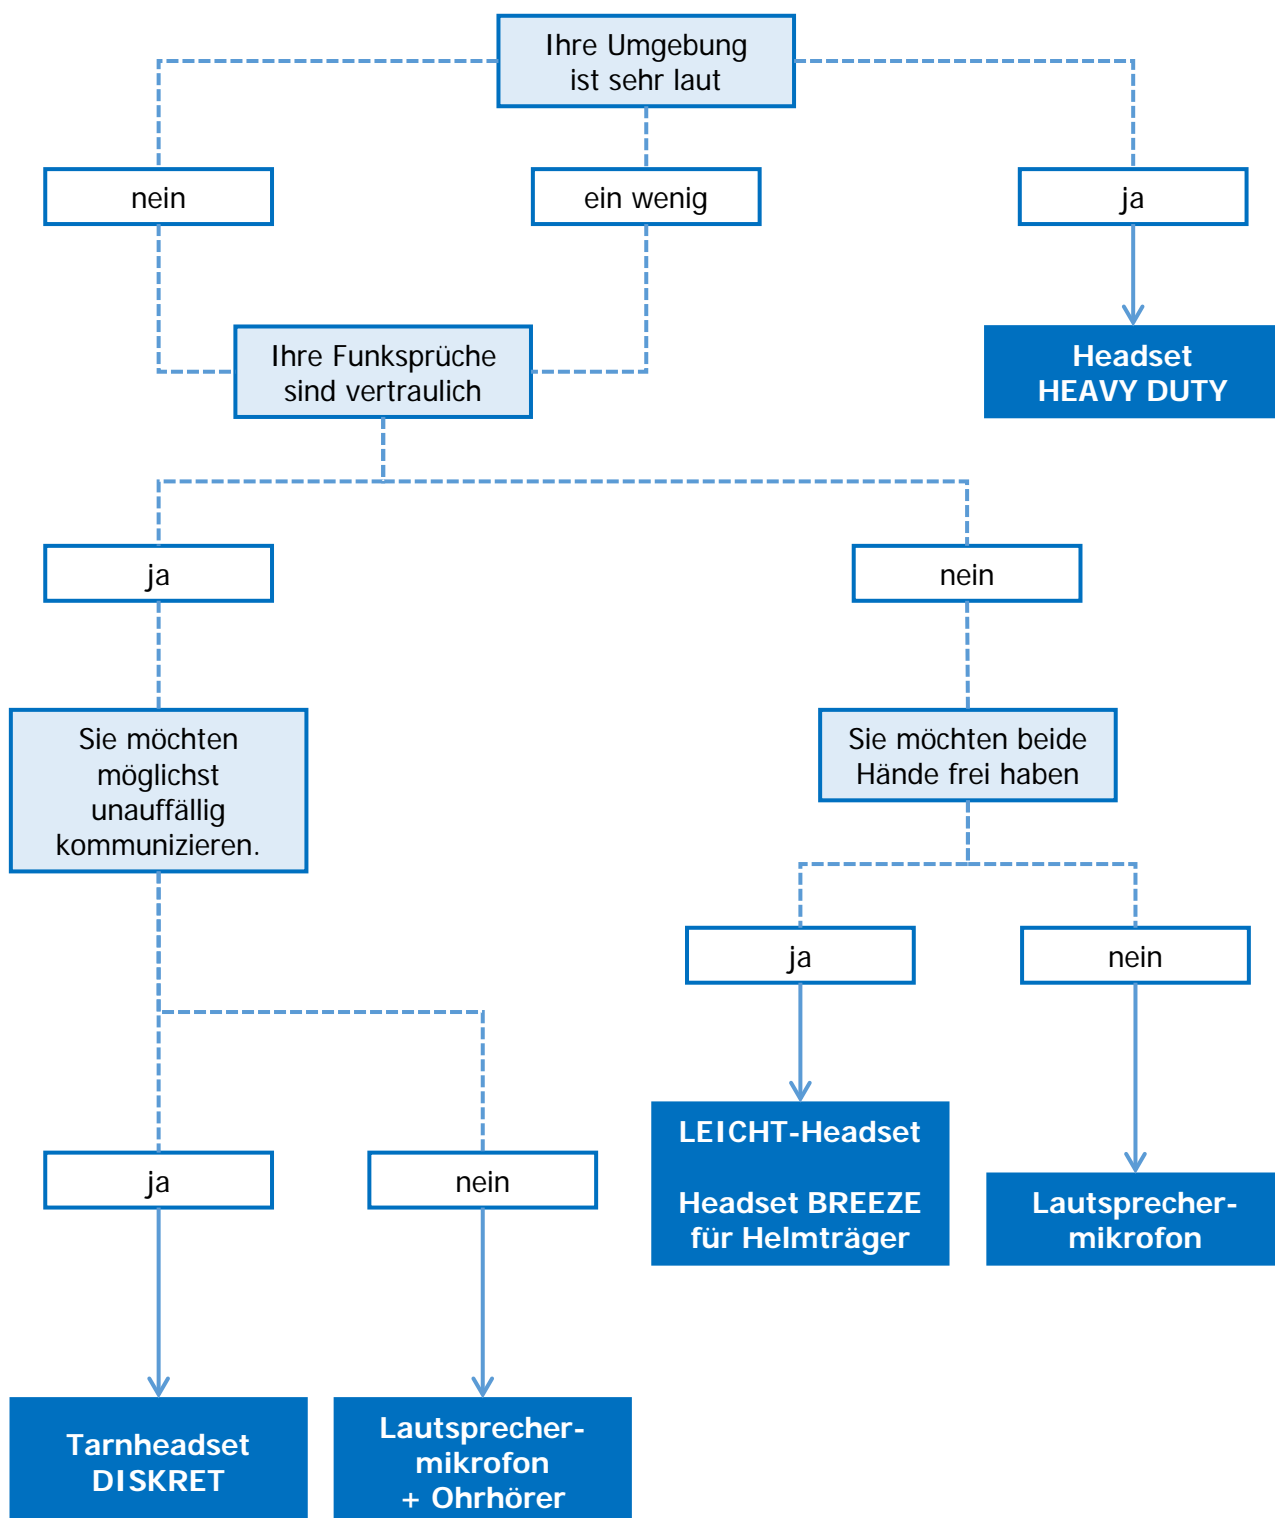 Ihre Umgebung
ist sehr laut
nein
ein wenig
ja
Ihre Funksprüche
sind vertraulich
Headset
HEAVY DUTY
ja
nein
Sie möchten
möglichst
unauffällig
kommunizieren.
Sie möchten beide
Hände frei haben
ja
nein
LEICHT-Headset
Headset BREEZE
für Helmträger
Lautsprecher-
mikrofon
ja
nein
Tarnheadset
DISKRET
Lautsprecher-
mikrofon
+ Ohrhörer